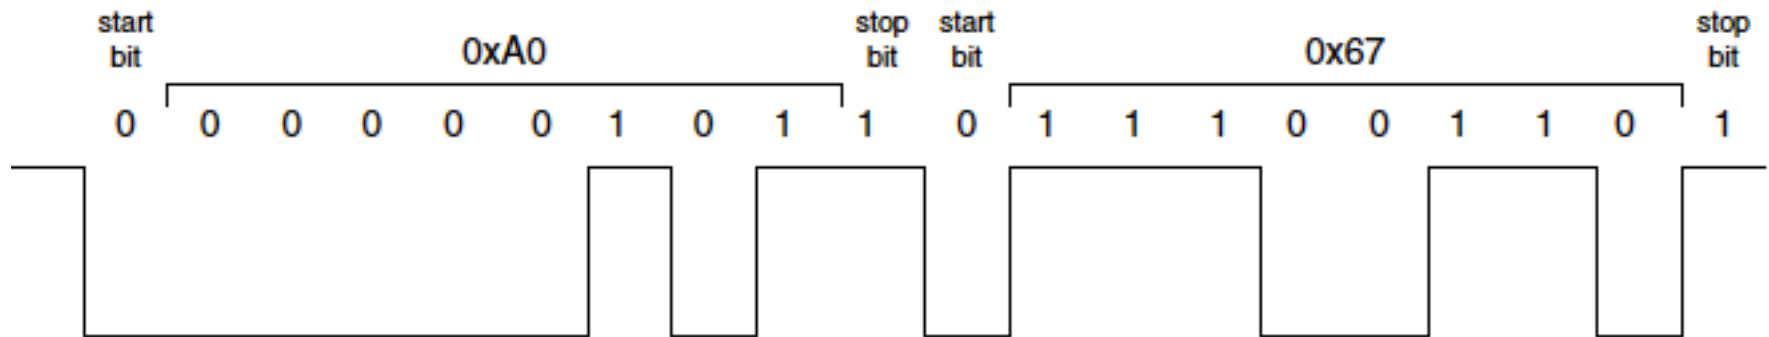 start bit 0xA0 stop bit start bit 0x67 stop bit
0 0 0 0 0 0 1 0 1 1 0 1 1 1 0 0 1 1 0 1